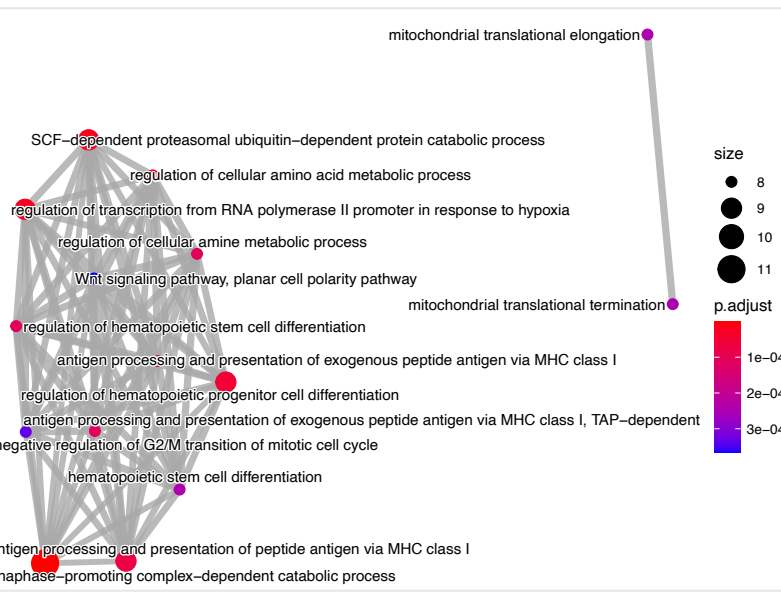 mitochondrial translational elongation
SCF−dependent proteasomal ubiquitin−dependent protein catabolic process
regulation of cellular amino acid metabolic process
regulation of transcription from RNA polymerase II promoter in response to hypoxia
regulation of cellular amine metabolic process
Wnt signaling pathway, planar cell polarity pathway
mitochondrial translational termination
regulation of hematopoietic stem cell differentiation
antigen processing and presentation of exogenous peptide antigen via MHC class I
regulation of hematopoietic progenitor cell differentiation
antigen processing and presentation of exogenous peptide antigen via MHC class I, TAP−dependent
negative regulation of G2/M transition of mitotic cell cycle
hematopoietic stem cell differentiation
ntigen processing and presentation of peptide antigen via MHC class I
naphase−promoting complex−dependent catabolic process
size
8
9
10
11
p.adjust
1e−04
2e−04
3e−04